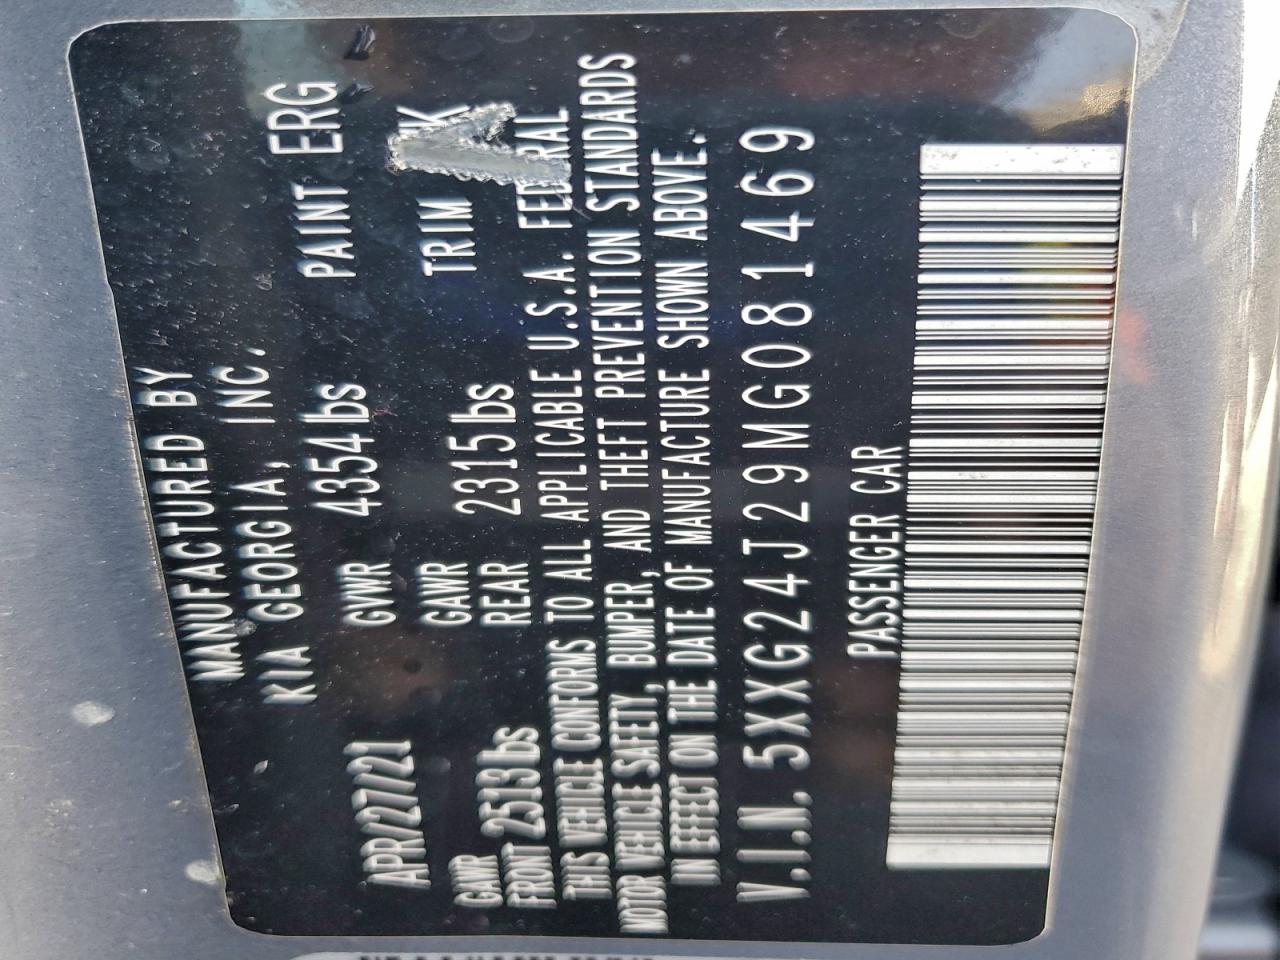 MANUFACTURED BY
KIA GEORGIA, INC.
APR/27/21 GVWR 4354lbs PAINT ERG
GAWR FRONT 2513lbs GAWR REAR 2315lbs TRIM
THIS VEHICLE CONFORMS TO ALL APPLICABLE U.S.A. FEDERAL
MOTOR VEHICLE SAFETY, BUMPER, AND THEFT PREVENTION STANDARDS
IN EFFECT ON THE DATE OF MANUFACTURE SHOWN ABOVE.
V.I.N. 5XXG24J29MG081469
PASSENGER CAR